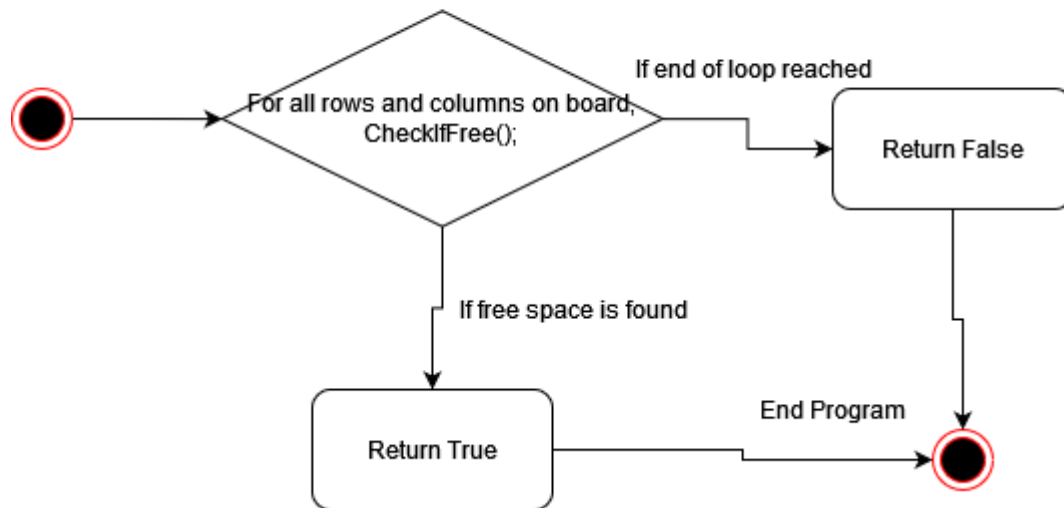 If end of loop reached
For all rows and columns on board,
CheckIfFree();
Return False
If free space is found
End Program
Return True